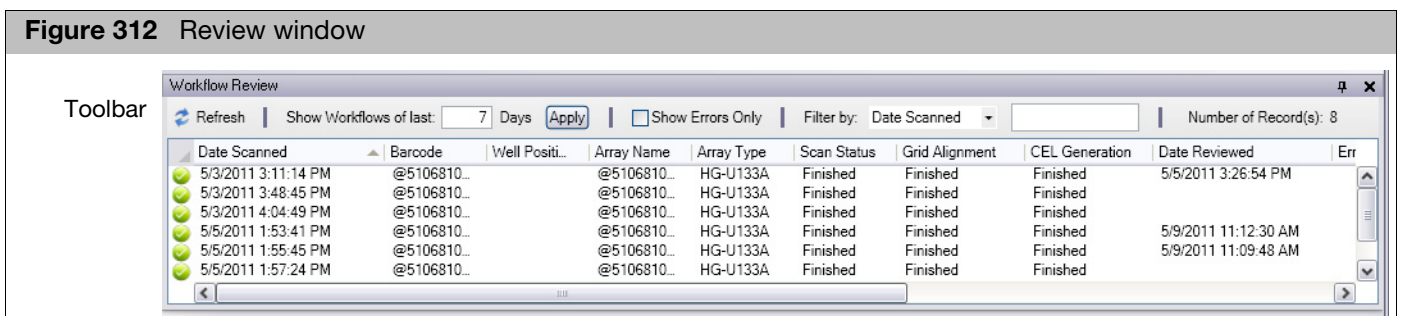 Figure 312 Review window
Toolbar
Workflow Review
Refresh Show Workflows of last: 7 Days Apply Show Errors Only Filter by: Date Scanned Number of Record(s): 8
Date Scanned Barcode Well Positi... Array Name Array Type Scan Status Grid Alignment CEL Generation Date Reviewed Err
5/3/2011 3:11:14 PM @5106810... @5106810... HG-U133A Finished Finished Finished 5/5/2011 3:26:54 PM
5/3/2011 3:48:45 PM @5106810... @5106810... HG-U133A Finished Finished Finished
5/3/2011 4:04:49 PM @5106810... @5106810... HG-U133A Finished Finished Finished
5/5/2011 1:53:41 PM @5106810... @5106810... HG-U133A Finished Finished Finished 5/9/2011 11:12:30 AM
5/5/2011 1:55:45 PM @5106810... @5106810... HG-U133A Finished Finished Finished 5/9/2011 11:09:48 AM
5/5/2011 1:57:24 PM @5106810... @5106810... HG-U133A Finished Finished Finished